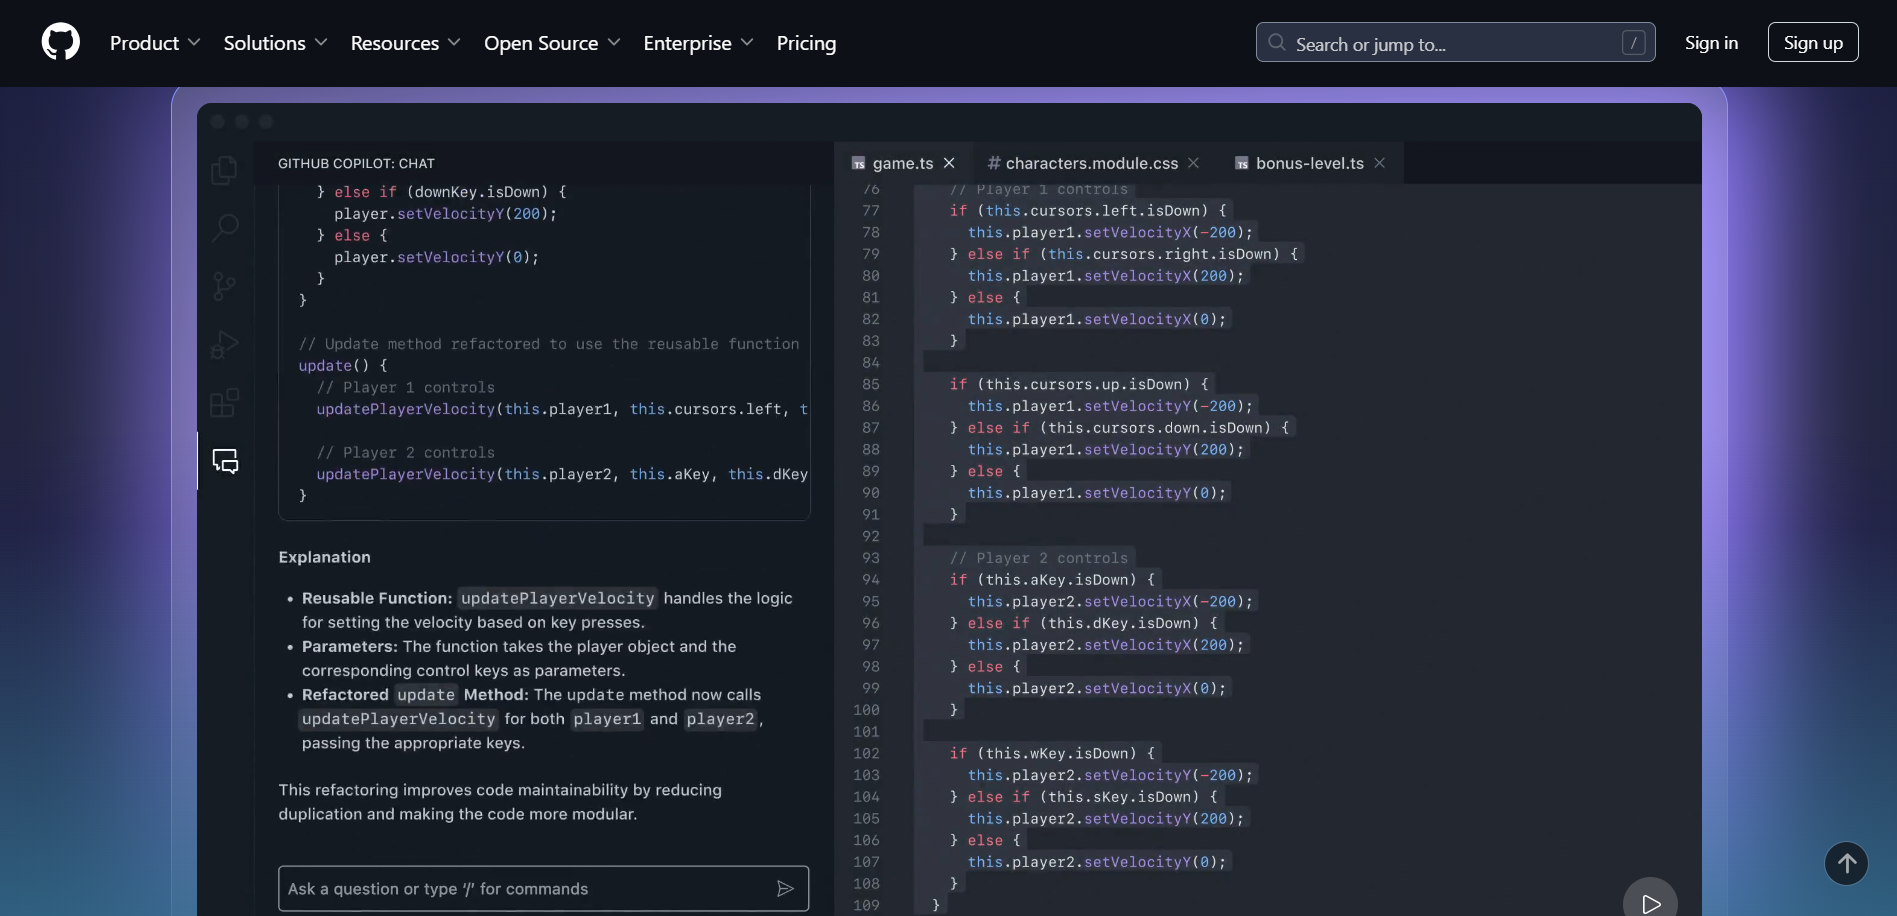 Product Solutions Resources Open Source Enterprise Pricing Search or jump to... / Sign in Sign up
GITHUB COPILOT: CHAT
} else if (downKey.isDown) {
player.setVelocityY(200);
} else {
player.setVelocityY(0);
}
}
// Update method refactored to use the reusable function
update() {
// Player 1 controls
updatePlayerVelocity(this.player1, this.cursors.left, t
// Player 2 controls
updatePlayerVelocity(this.player2, this.aKey, this.dKey
}
Explanation
• Reusable Function: updatePlayerVelocity handles the logic
for setting the velocity based on key presses.
• Parameters: The function takes the player object and the
corresponding control keys as parameters.
• Refactored update Method: The update method now calls
updatePlayerVelocity for both player1 and player2,
passing the appropriate keys.
This refactoring improves code maintainability by reducing
duplication and making the code more modular.
Ask a question or type '/' for commands
TS game.ts # characters.module.css TS bonus-level.ts
76 // Player 1 controls
77 if (this.cursors.left.isDown) {
78 this.player1.setVelocityX(-200);
79 } else if (this.cursors.right.isDown) {
80 this.player1.setVelocityX(200);
81 } else {
82 this.player1.setVelocityX(0);
83 }
84
85 if (this.cursors.up.isDown) {
86 this.player1.setVelocityY(-200);
87 } else if (this.cursors.down.isDown) {
88 this.player1.setVelocityY(200);
89 } else {
90 this.player1.setVelocityY(0);
91 }
92
93 // Player 2 controls
94 if (this.aKey.isDown) {
95 this.player2.setVelocityX(-200);
96 } else if (this.dKey.isDown) {
97 this.player2.setVelocityX(200);
98 } else {
99 this.player2.setVelocityX(0);
100 }
101
102 if (this.wKey.isDown) {
103 this.player2.setVelocityY(-200);
104 } else if (this.sKey.isDown) {
105 this.player2.setVelocityY(200);
106 } else {
107 this.player2.setVelocityY(0);
108 }
109 }